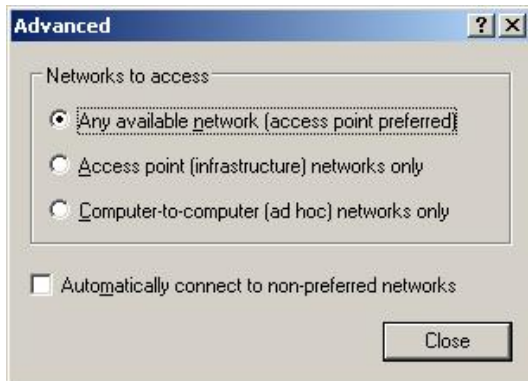 Advanced
Networks to access
Any available network (access point preferred)
Access point (infrastructure) networks only
Computer-to-computer (ad hoc) networks only
Automatically connect to non-preferred networks
Close